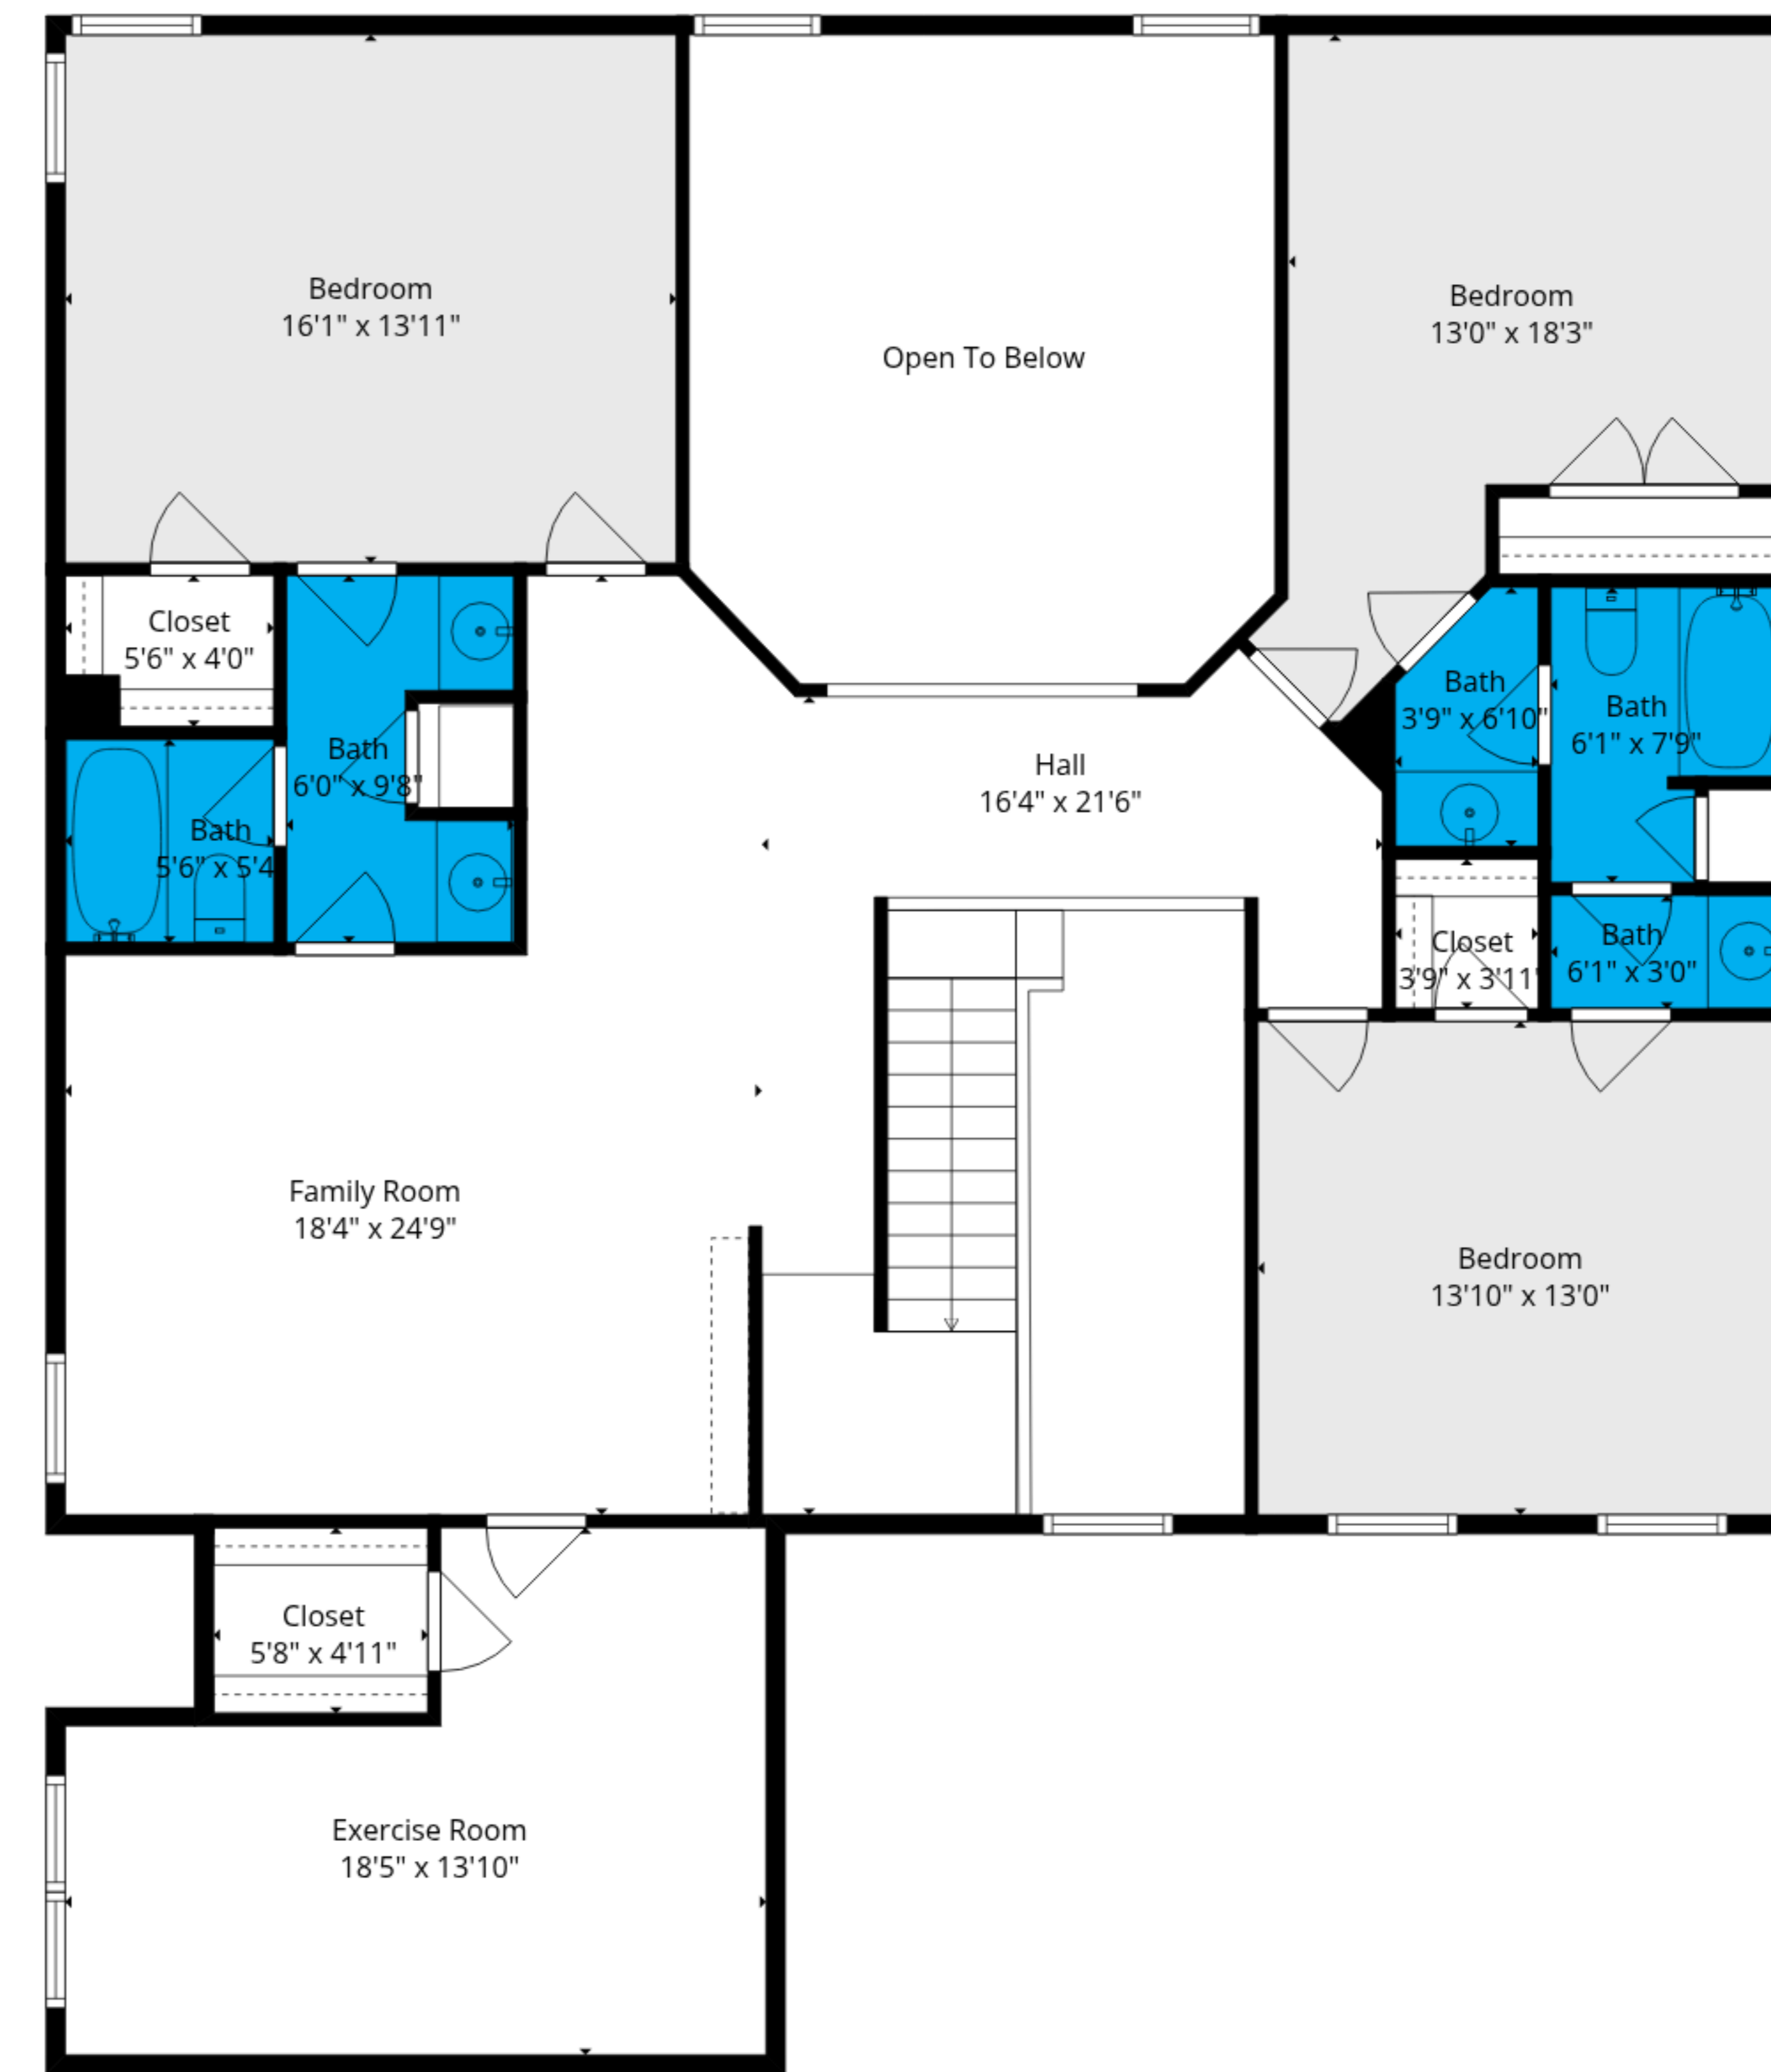 Bedroom
16'1" x 13'11"
Open To Below
Bedroom
13'0" x 18'3"
Closet
5'6" x 4'0"
Bath
6'0" x 9'8"
Bath
5'6" x 5'4
Hall
16'4" x 21'6"
Bath
3'9" x 6'10"
Bath
6'1" x 7'9"
Closet
3'9" x 3'11"
Bath
6'1" x 3'0"
Family Room
18'4" x 24'9"
Bedroom
13'10" x 13'0"
Closet
5'8" x 4'11"
Exercise Room
18'5" x 13'10"